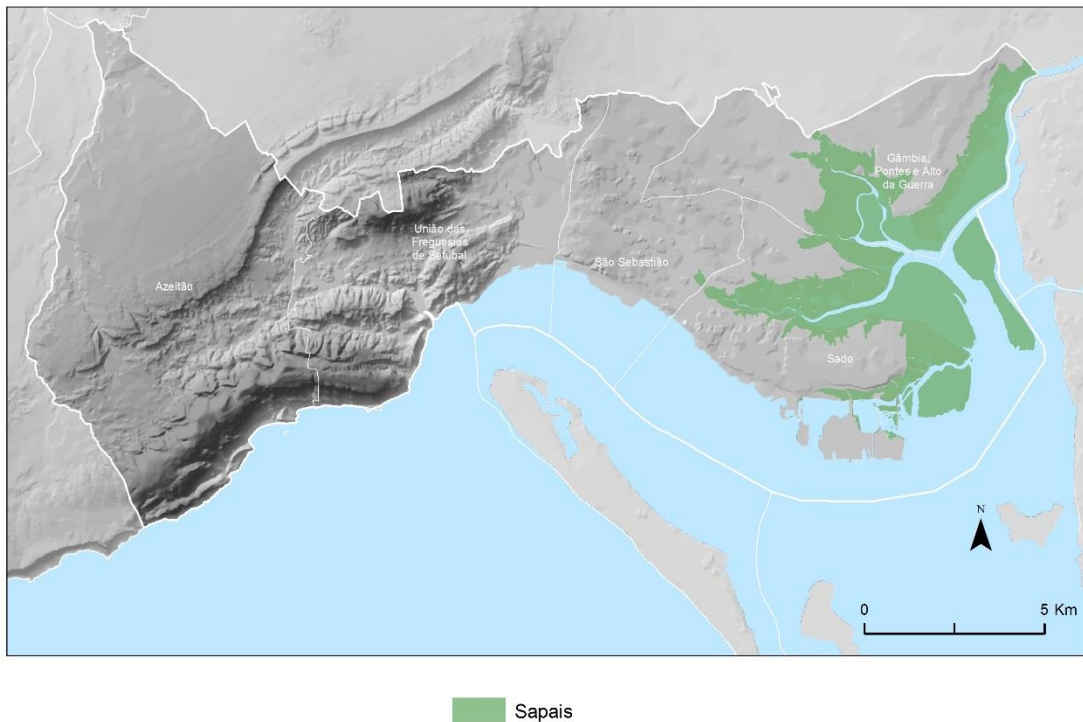 Gâmbia,
Pontes e Alto
da Guerra
União das
Freguesias
de Setúbal
São Sebastião
Azeitão
Sado
N
0 5 Km
Sapais